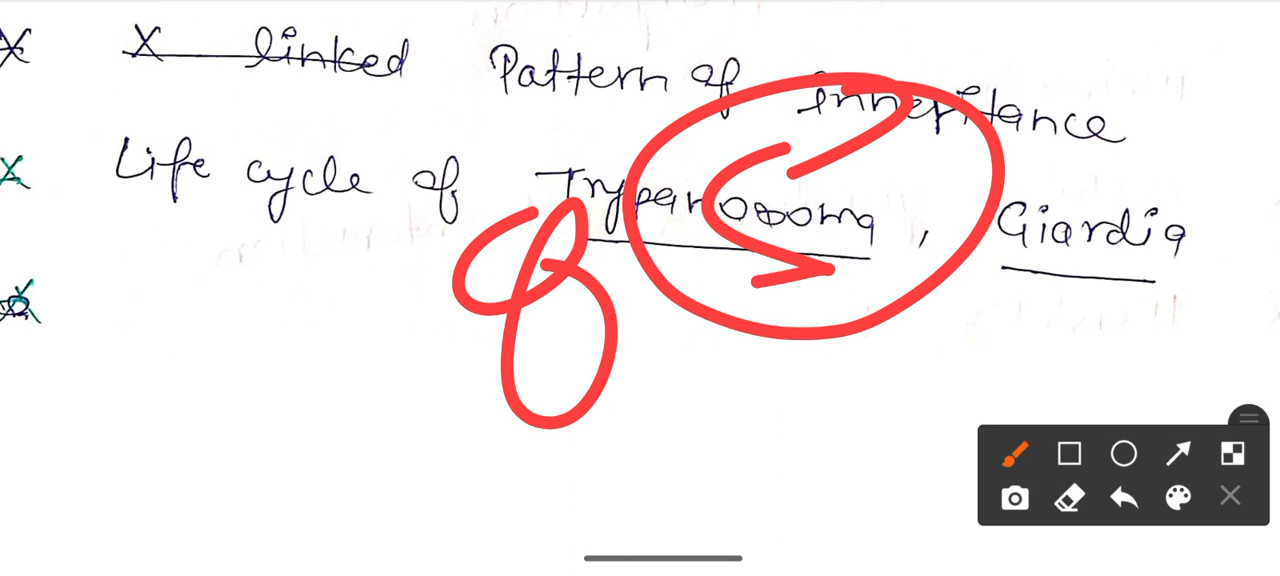 X X linked Pattern of inheritance
X Life cycle of Trypanosoma, Giardia